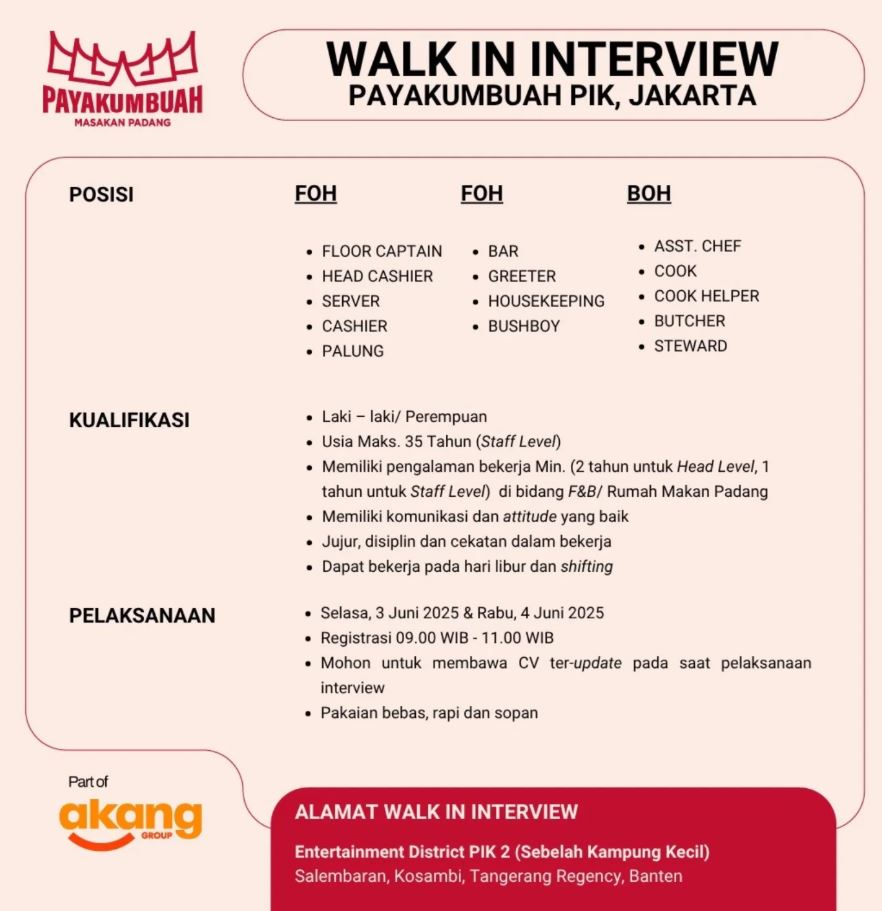 PAYAKUMBUAH
MASAKAN PADANG
WALK IN INTERVIEW
PAYAKUMBUAH PIK, JAKARTA
POSISI
FOH
• FLOOR CAPTAIN
• HEAD CASHIER
• SERVER
• CASHIER
• PALUNG
FOH
• BAR
• GREETER
• HOUSEKEEPING
• BUSHBOY
BOH
• ASST. CHEF
• COOK
• COOK HELPER
• BUTCHER
• STEWARD
KUALIFIKASI
• Laki – laki/ Perempuan
• Usia Maks. 35 Tahun (Staff Level)
• Memiliki pengalaman bekerja Min. (2 tahun untuk Head Level, 1
tahun untuk Staff Level) di bidang F&B/ Rumah Makan Padang
• Memiliki komunikasi dan attitude yang baik
• Jujur, disiplin dan cekatan dalam bekerja
• Dapat bekerja pada hari libur dan shifting
PELAKSANAAN
• Selasa, 3 Juni 2025 & Rabu, 4 Juni 2025
• Registrasi 09.00 WIB - 11.00 WIB
• Mohon untuk membawa CV ter-update pada saat pelaksanaan
interview
• Pakaian bebas, rapi dan sopan
Part of
akang
GROUP
ALAMAT WALK IN INTERVIEW
Entertainment District PIK 2 (Sebelah Kampung Kecil)
Salembaran, Kosambi, Tangerang Regency, Banten